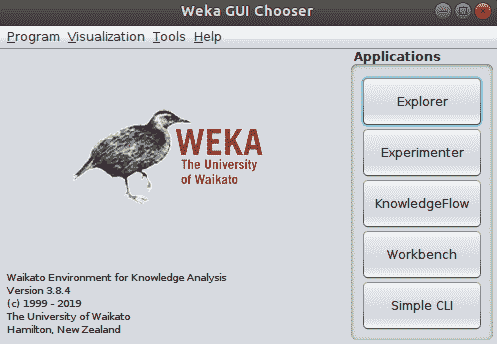 Weka GUI Chooser
Program Visualization Tools Help
Applications
Explorer
Experimenter
KnowledgeFlow
Workbench
Simple CLI
WEKA
The University
of Waikato
Waikato Environment for Knowledge Analysis
Version 3.8.4
(c) 1999 - 2019
The University of Waikato
Hamilton, New Zealand